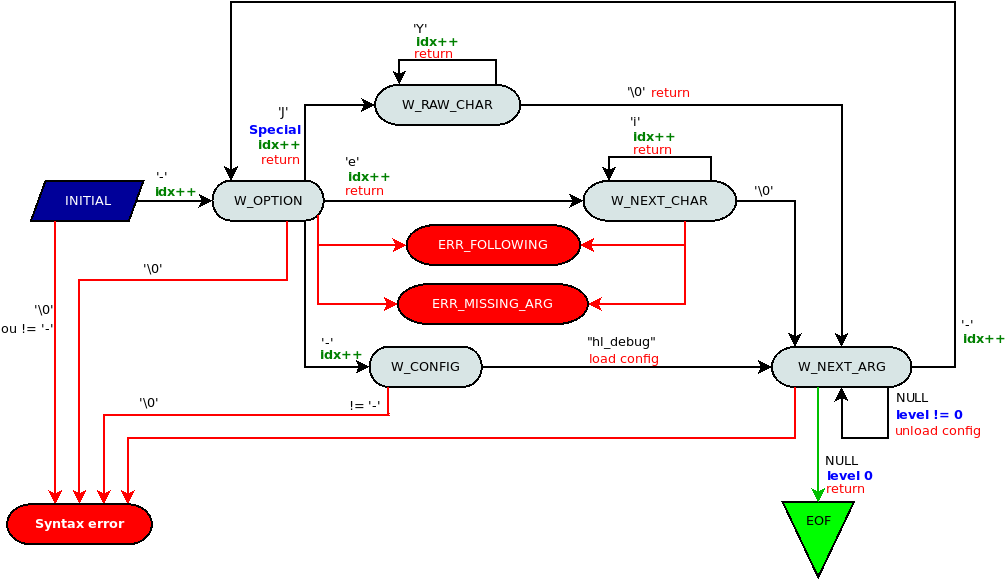 'Y'
idx++
return
W_RAW_CHAR
'\0' return
'J'
Special
idx++
return
'i'
idx++
return
'e'
idx++
return
'-'
idx++
INITIAL
W_OPTION
W_NEXT_CHAR
'\0'
ERR_FOLLOWING
'\0'
ERR_MISSING_ARG
'\0'
ou != '-'
'-'
idx++
"hl_debug"
load config
'-'
idx++
W_CONFIG
W_NEXT_ARG
'\0'
!= '-'
NULL
level != 0
unload config
NULL
level 0
return
Syntax error
EOF